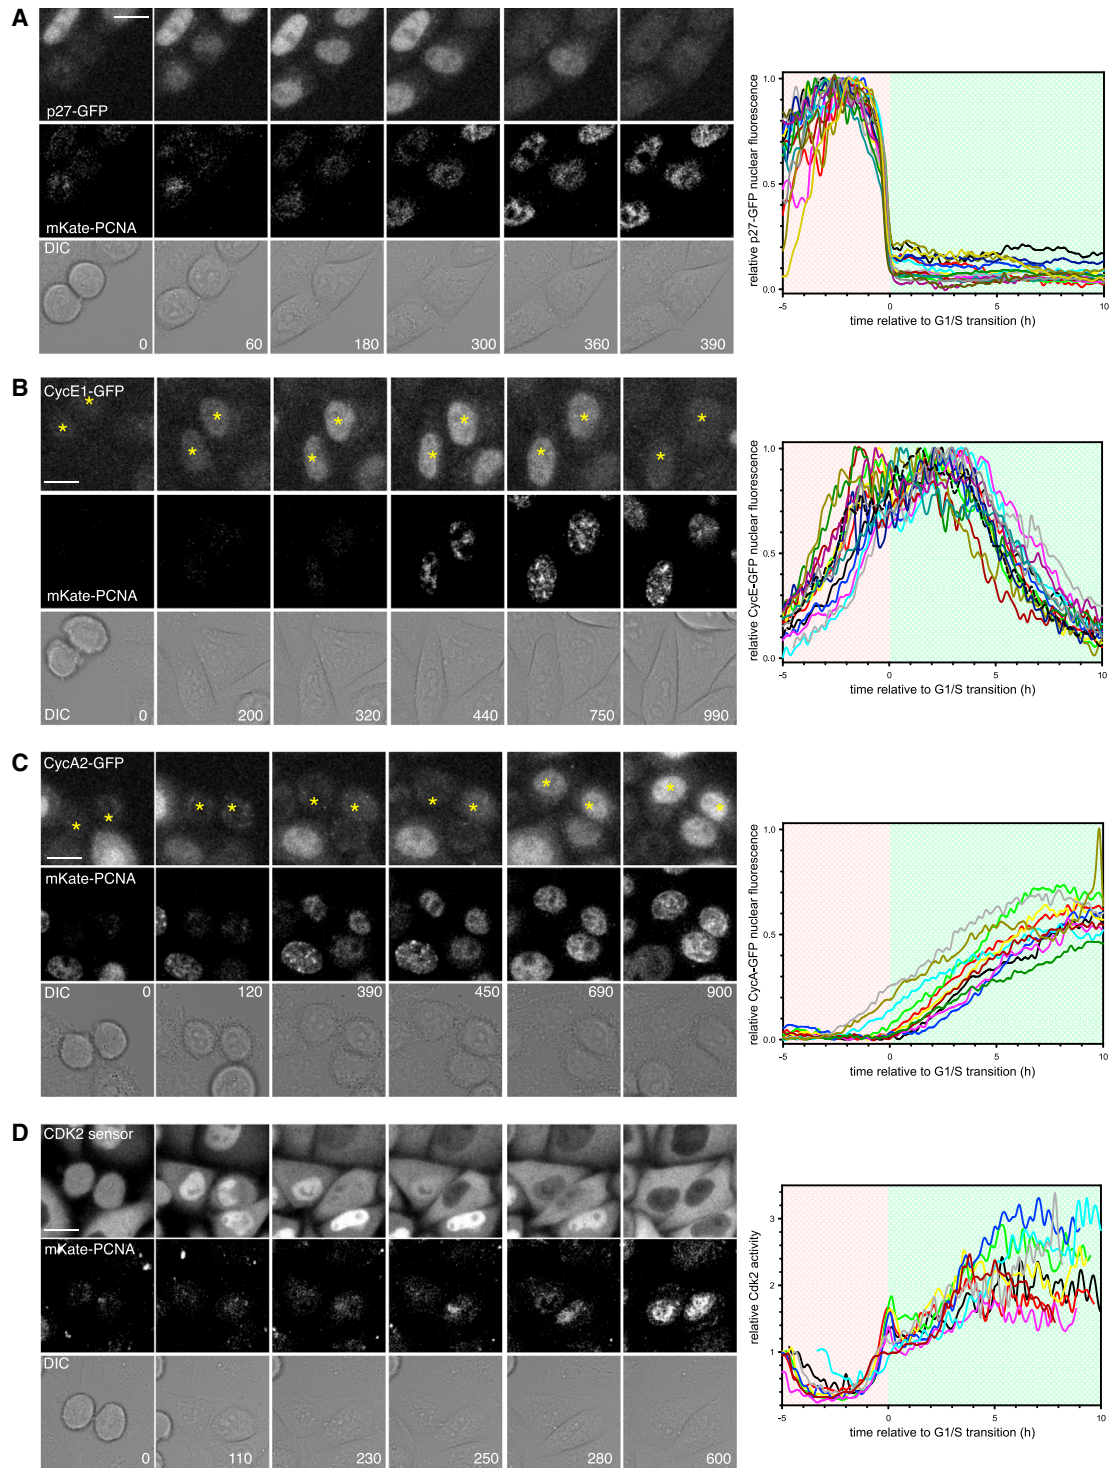 A
p27-GFP
mKate-PCNA
DIC
0
60
180
300
360
390
relative p27-GFP nuclear fluorescence
1.0
0.5
0.0
-5
0
5
10
time relative to G1/S transition (h)
B
CycE1-GFP
* * * * * * * * * * * *
mKate-PCNA
DIC
0
200
320
440
750
990
relative CycE-GFP nuclear fluorescence
1.0
0.5
0.0
-5
0
5
10
time relative to G1/S transition (h)
C
CycA2-GFP
* * * * * * * * * * * *
mKate-PCNA
DIC
0
120
390
450
690
900
relative CycA-GFP nuclear fluorescence
1.0
0.5
0.0
-5
0
5
10
time relative to G1/S transition (h)
D
CDK2 sensor
mKate-PCNA
DIC
0
110
230
250
280
600
relative Cdk2 activity
3
2
1
-5
0
5
10
time relative to G1/S transition (h)